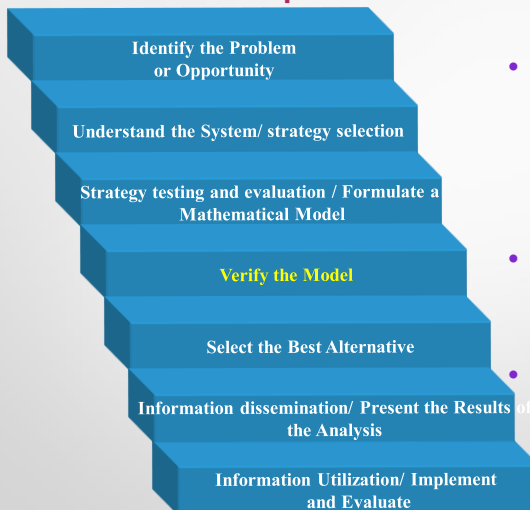 Identify the Problem
or Opportunity
Understand the System/ strategy selection
Strategy testing and evaluation / Formulate a
Mathematical Model
Verify the Model
Select the Best Alternative
Information dissemination/ Present the Results of
the Analysis
Information Utilization/ Implement
and Evaluate